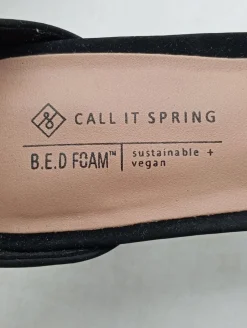 CALL IT SPRING
B.E.D FOAM™ | sustainable +
vegan